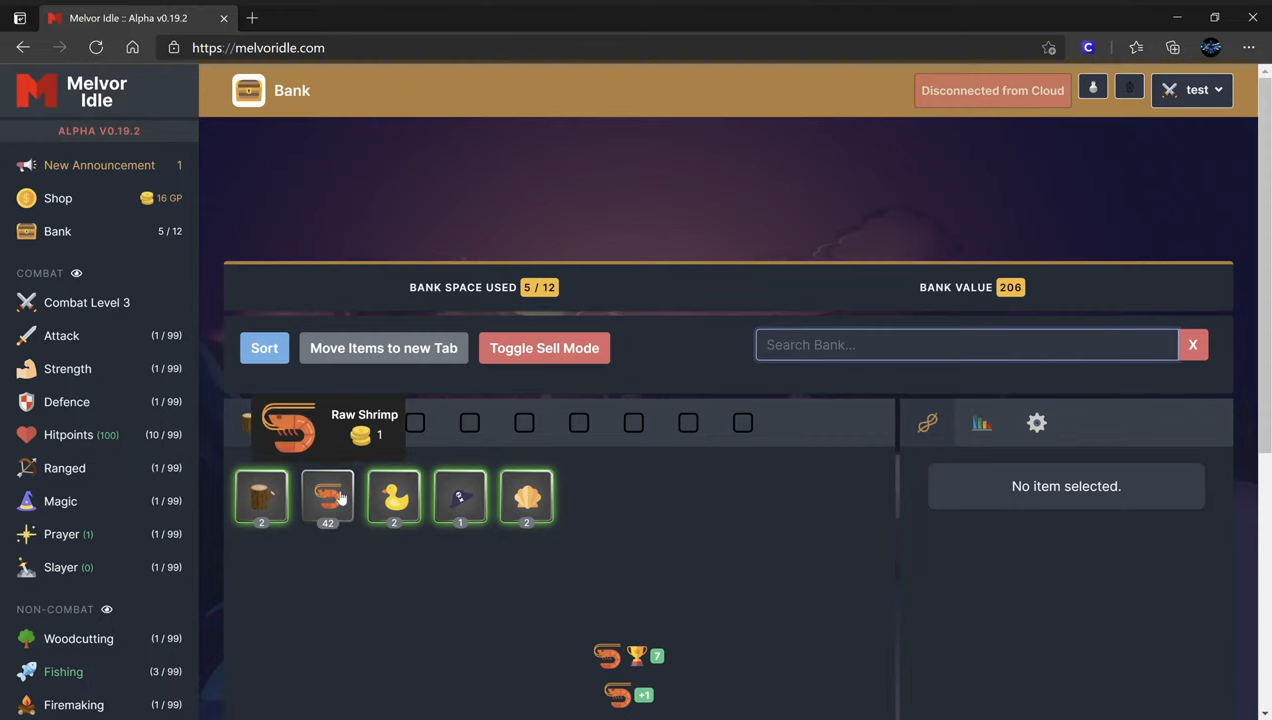 Melvor Idle :: Alpha v0.19.2
https://melvoridle.com
Melvor
Idle
ALPHA V0.19.2
New Announcement 1
Shop 16 GP
Bank 5 / 12
COMBAT
Combat Level 3
Attack (1 / 99)
Strength (1 / 99)
Defence (1 / 99)
Hitpoints (100) (10 / 99)
Ranged (1 / 99)
Magic (1 / 99)
Prayer (1) (1 / 99)
Slayer (0) (1 / 99)
NON-COMBAT
Woodcutting (1 / 99)
Fishing (3 / 99)
Firemaking (1 / 99)
Bank
Disconnected from Cloud
test
BANK SPACE USED 5 / 12
BANK VALUE 206
Sort
Move Items to new Tab
Toggle Sell Mode
Search Bank...
X
Raw Shrimp
1
2
42
2
1
2
No item selected.
7
+1
C